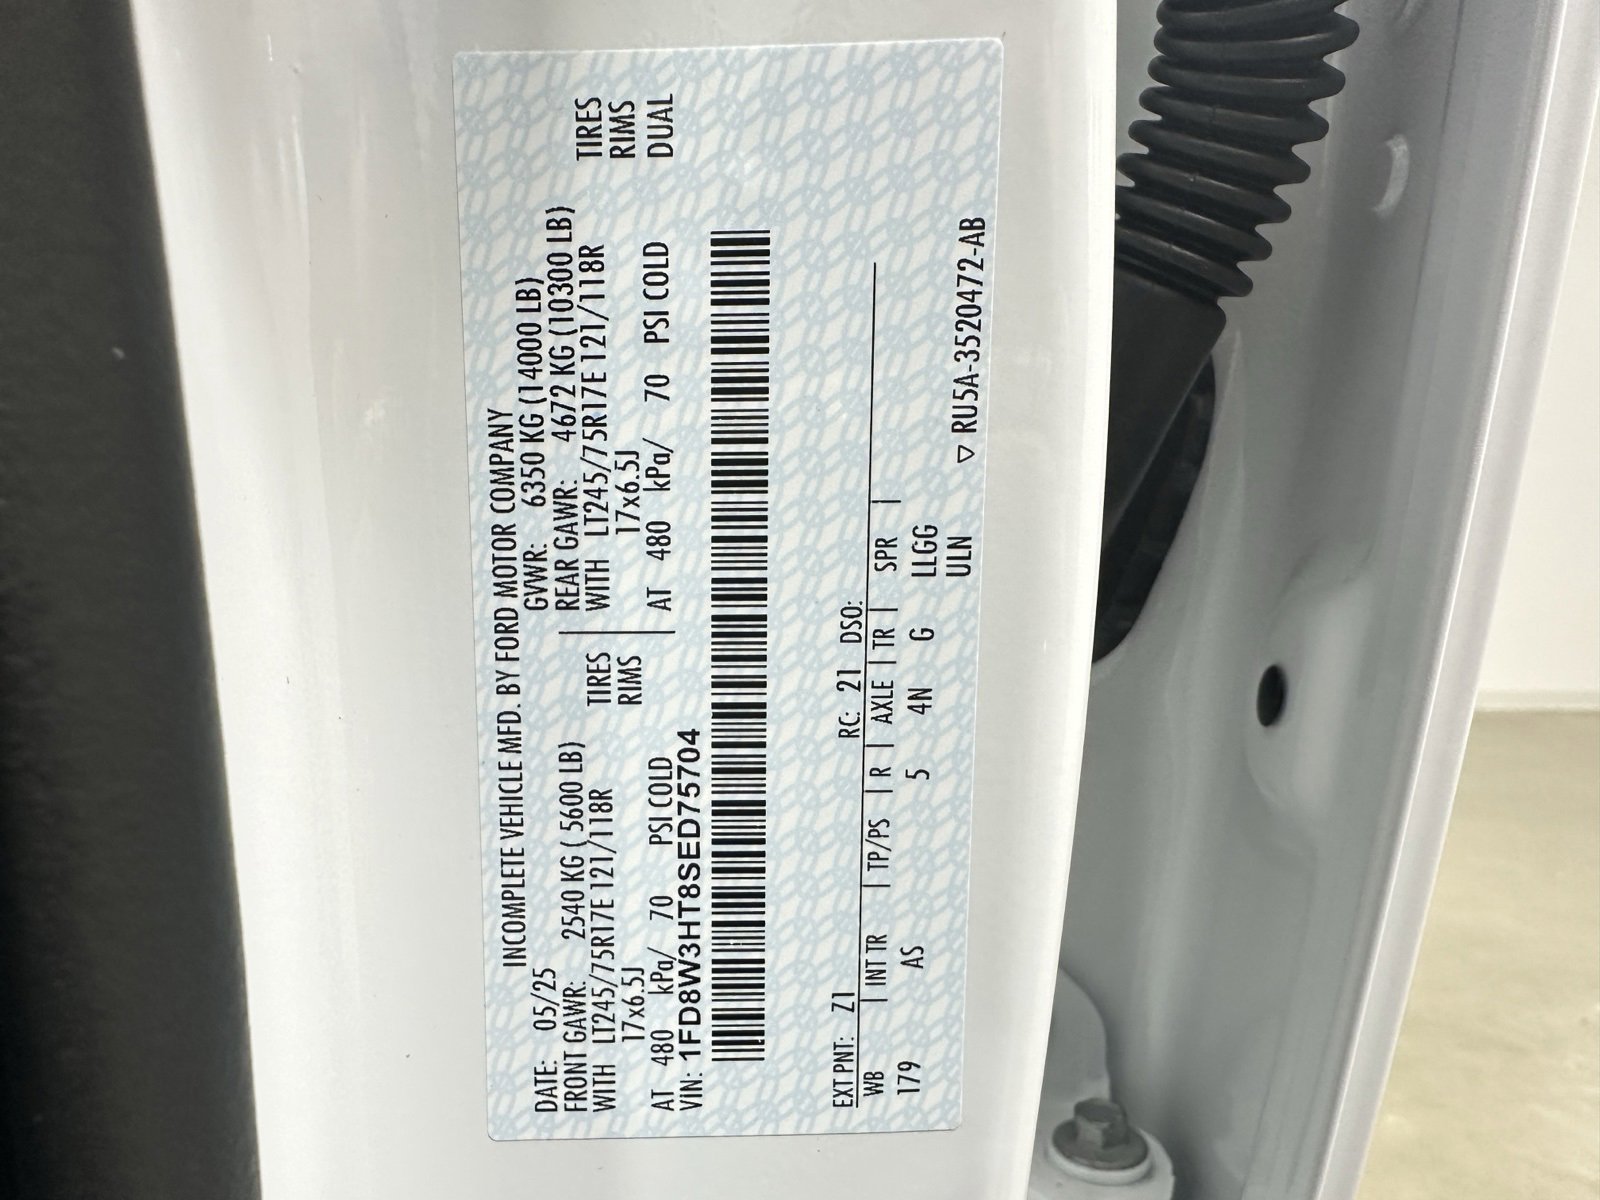 INCOMPLETE VEHICLE MFD. BY FORD MOTOR COMPANY
DATE: 05/25 GVWR: 6350 KG (14000 LB)
FRONT GAWR: 2540 KG ( 5600 LB) REAR GAWR: 4672 KG (10300 LB)
WITH LT245/75R17E 121/118R TIRES WITH LT245/75R17E 121/118R TIRES
17x6.5J RIMS 17x6.5J RIMS
AT 480 kPa/ 70 PSI COLD AT 480 kPa/ 70 PSI COLD DUAL
VIN: 1FD8W3HT8SED75704
EXT PNT: Z1 RC: 21 DSO:
WB | INT TR | TP/PS | R | AXLE | TR | SPR |
179 AS 5 4N G LLGG
ULN
▽ RU5A-3520472-AB